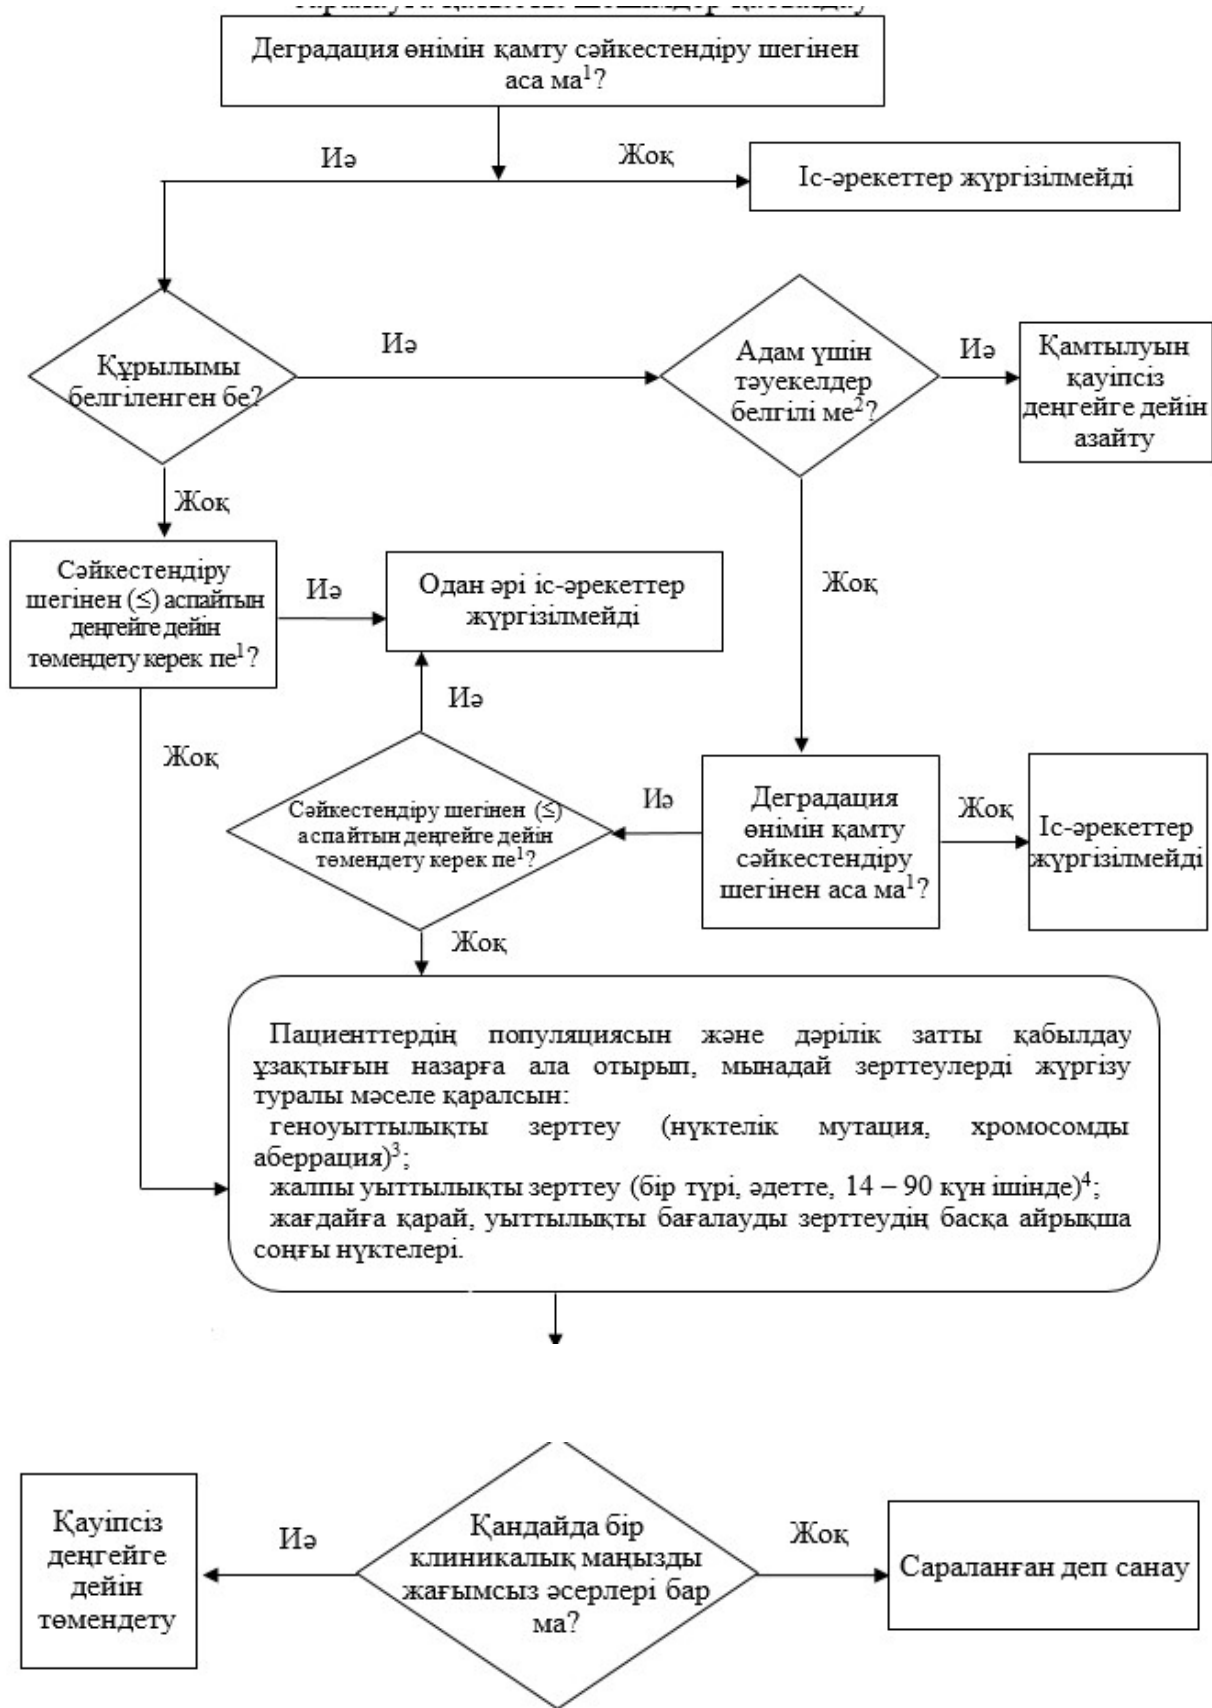 Деградация өнімін қамту сәйкестендіру шегінен
аса ма¹?
Иә
Жоқ
Іс-әрекеттер жүргізілмейді
Құрылымы
белгіленген бе?
Иә
Адам үшін
тәуекелдер
белгілі ме²?
Иә
Қамтылуын
қауіпсіз
деңгейге дейін
азайту
Жоқ
Сәйкестендіру
шегінен (≤) аспайтын
деңгейге дейін
төмендету керек пе¹?
Иә
Одан әрі іс-әрекеттер
жүргізілмейді
Жоқ
Иә
Жоқ
Сәйкестендіру шегінен (≤)
аспайтын деңгейге дейін
төмендету керек пе¹?
Иә
Деградация
өнімін қамту
сәйкестендіру
шегінен аса ма¹?
Жоқ
Іс-әрекеттер
жүргізілмейді
Жоқ
Пациенттердің популяциясын және дәрілік затты қабылдау
ұзақтығын назарға ала отырып, мынадай зерттеулерді жүргізу
туралы мәселе қаралсын:
геноуыттылықты зерттеу (нүктелік мутация, хромосомды
аберрация)³;
жалпы уыттылықты зерттеу (бір түрі, әдетте, 14 – 90 күн ішінде)⁴;
жағдайға қарай, уыттылықты бағалауды зерттеудің басқа айрықша
соңғы нүктелері.
Қауіпсіз
деңгейге
дейін
төмендету
Иә
Қандайда бір
клиникалық маңызды
жағымсыз әсерлері бар
ма?
Жоқ
Сараланған деп санау